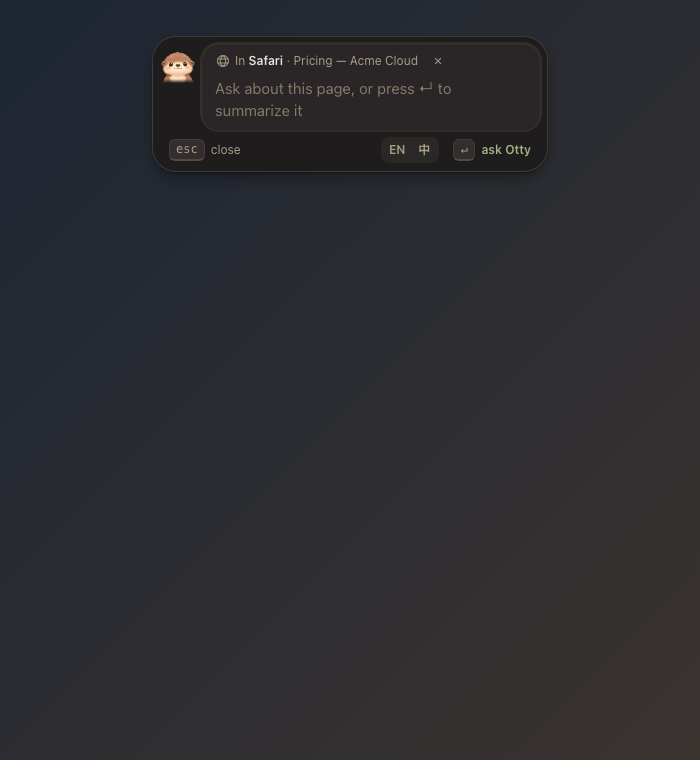 In Safari · Pricing — Acme Cloud ×
Ask about this page, or press ↵ to
summarize it
esc close EN 中 ↵ ask Otty